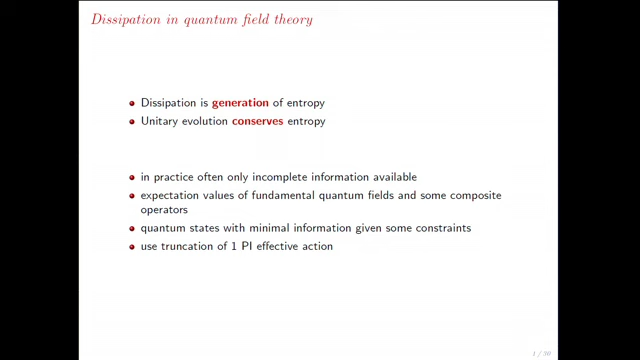 Dissipation in quantum field theory
Dissipation is generation of entropy
Unitary evolution conserves entropy
in practice often only incomplete information available
expectation values of fundamental quantum fields and some composite
operators
quantum states with minimal information given some constraints
use truncation of 1 PI effective action
1 / 30